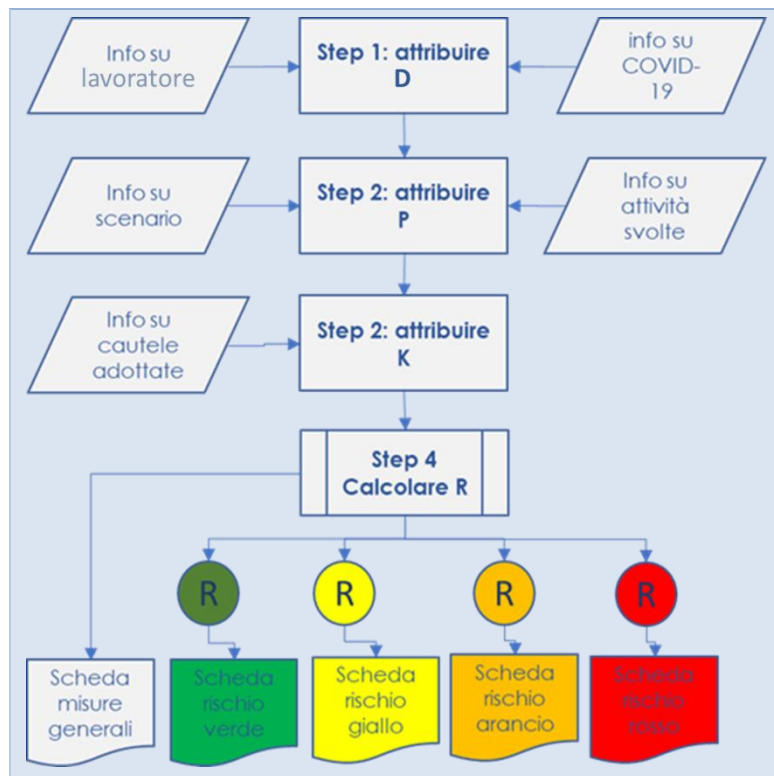 Info su
lavoratore
Step 1: attribuire
D
info su
COVID-
19
Info su
scenario
Step 2: attribuire
P
Info su
attività
svolte
Info su
cautele
adottate
Step 2: attribuire
K
Step 4
Calcolare R
R
R
R
R
Scheda
misure
generali
Scheda
rischio
verde
Scheda
rischio
giallo
Scheda
rischio
arancio
Scheda
rischio
rosso